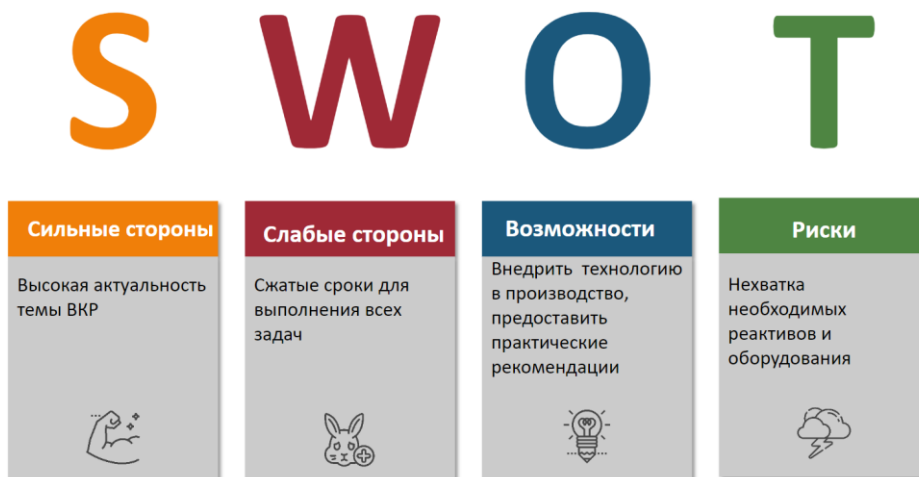 S W O T
Сильные стороны
Высокая актуальность
темы ВКР
Слабые стороны
Сжатые сроки для
выполнения всех
задач
Возможности
Внедрить технологию
в производство,
предоставить
практические
рекомендации
Риски
Нехватка
необходимых
реактивов и
оборудования